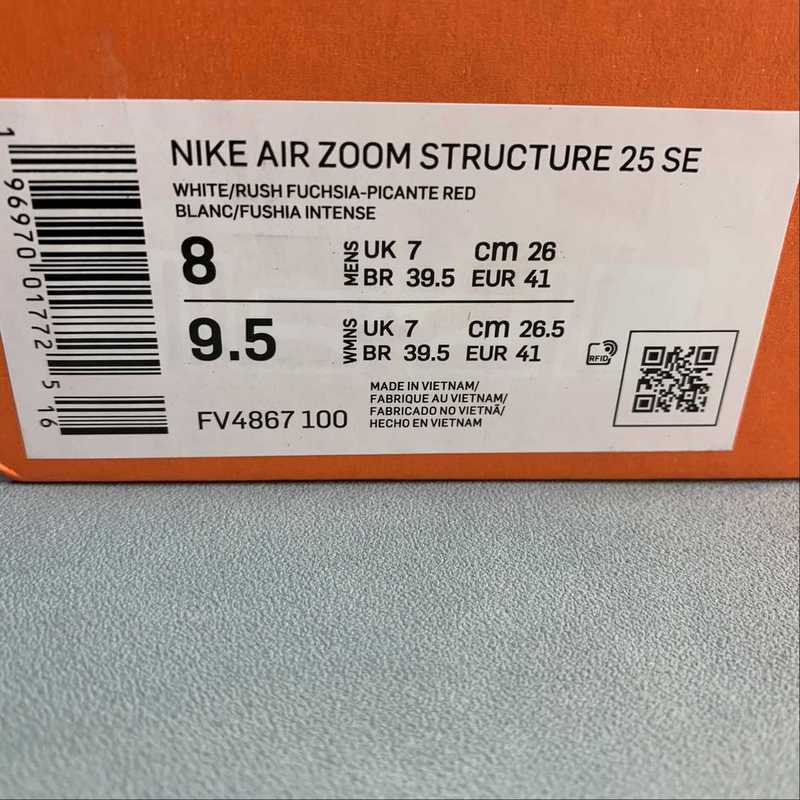 NIKE AIR ZOOM STRUCTURE 25 SE
WHITE/RUSH FUCHSIA-PICANTE RED
BLANC/FUSHIA INTENSE
8 MENS UK 7 cm 26
BR 39.5 EUR 41
9.5 WMNS UK 7 cm 26.5
BR 39.5 EUR 41
RFID
FV4867 100
MADE IN VIETNAM/
FABRIQUE AU VIETNAM/
FABRICADO NO VIETNÃ/
HECHO EN VIETNAM
1 96970 01772 5 16